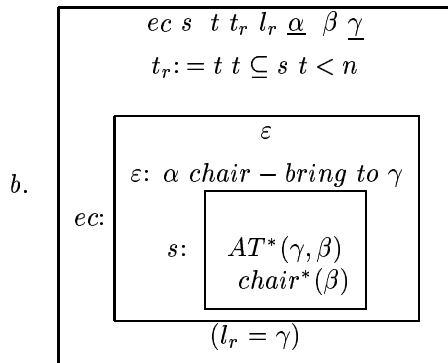 ec s t t_r l_r α̲ β γ̲
t_r := t t ⊆ s t < n
b.
ε
ε: α chair − bring to γ
ec:
s: AT*(γ, β)
chair*(β)
(l_r = γ)